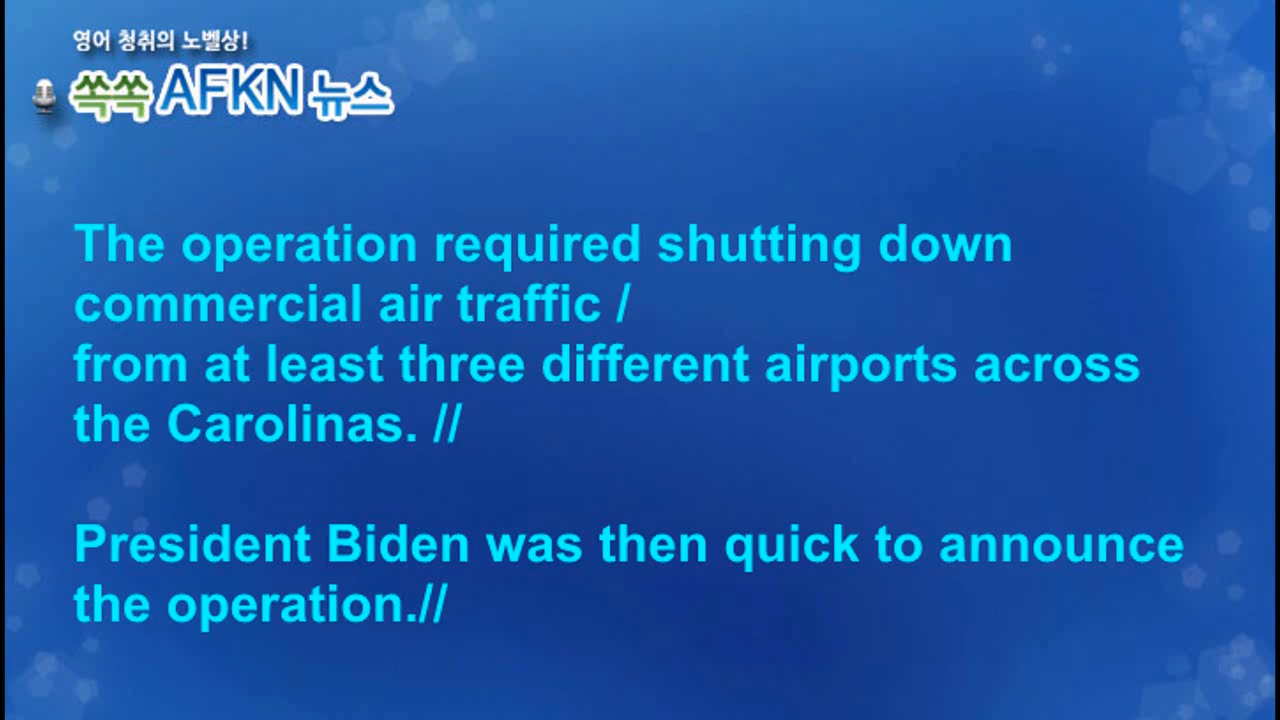 영어 청취의 노벨상!
쏙쏙 AFKN 뉴스
The operation required shutting down
commercial air traffic /
from at least three different airports across
the Carolinas. //
President Biden was then quick to announce
the operation.//